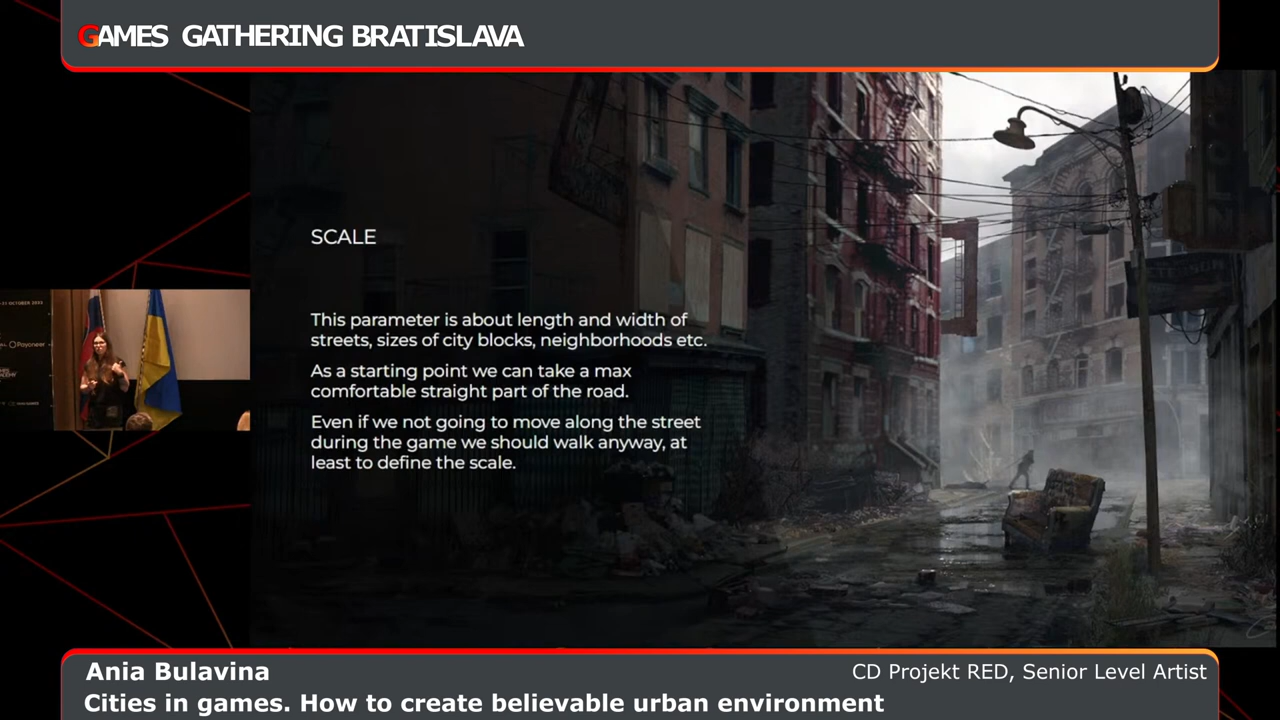 GAMES GATHERING BRATISLAVA
SCALE
This parameter is about length and width of
streets, sizes of city blocks, neighborhoods etc.
As a starting point we can take a max
comfortable straight part of the road.
Even if we not going to move along the street
during the game we should walk anyway, at
least to define the scale.
Payoneer
Ania Bulavina
CD Projekt RED, Senior Level Artist
Cities in games. How to create believable urban environment